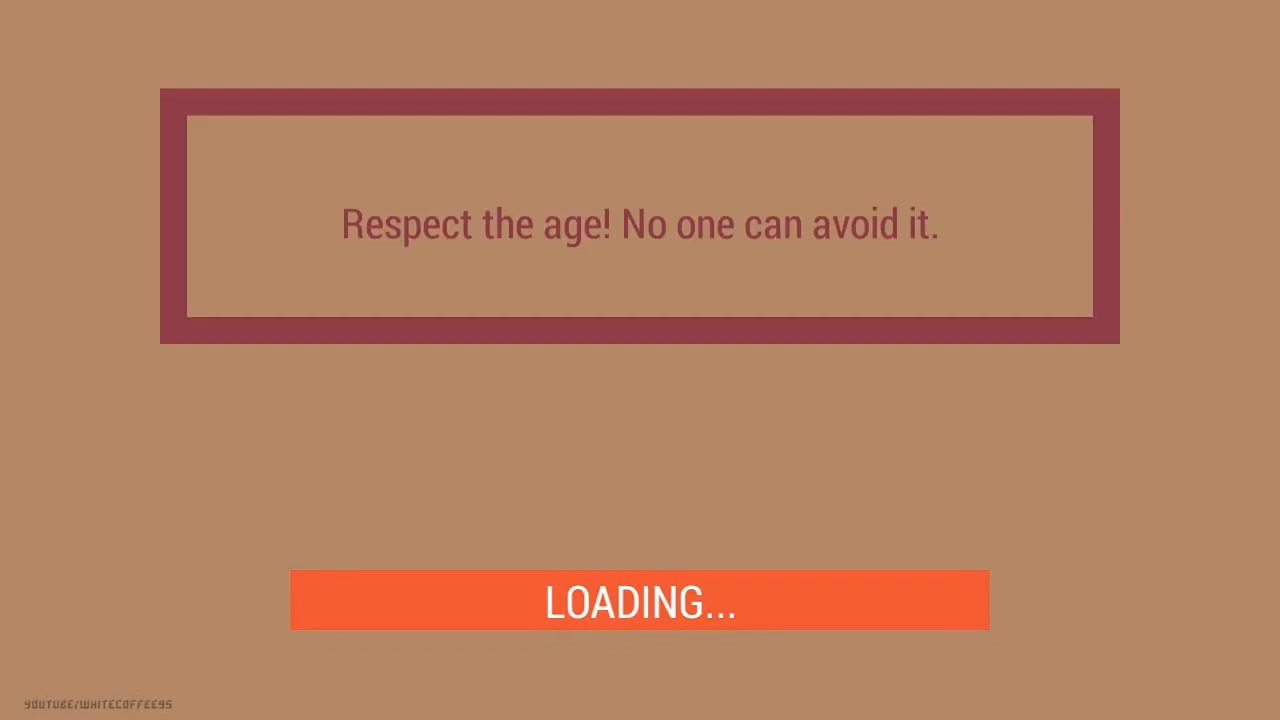 Respect the age! No one can avoid it.
LOADING...
YOUTUBE/WHITECOFFEE95